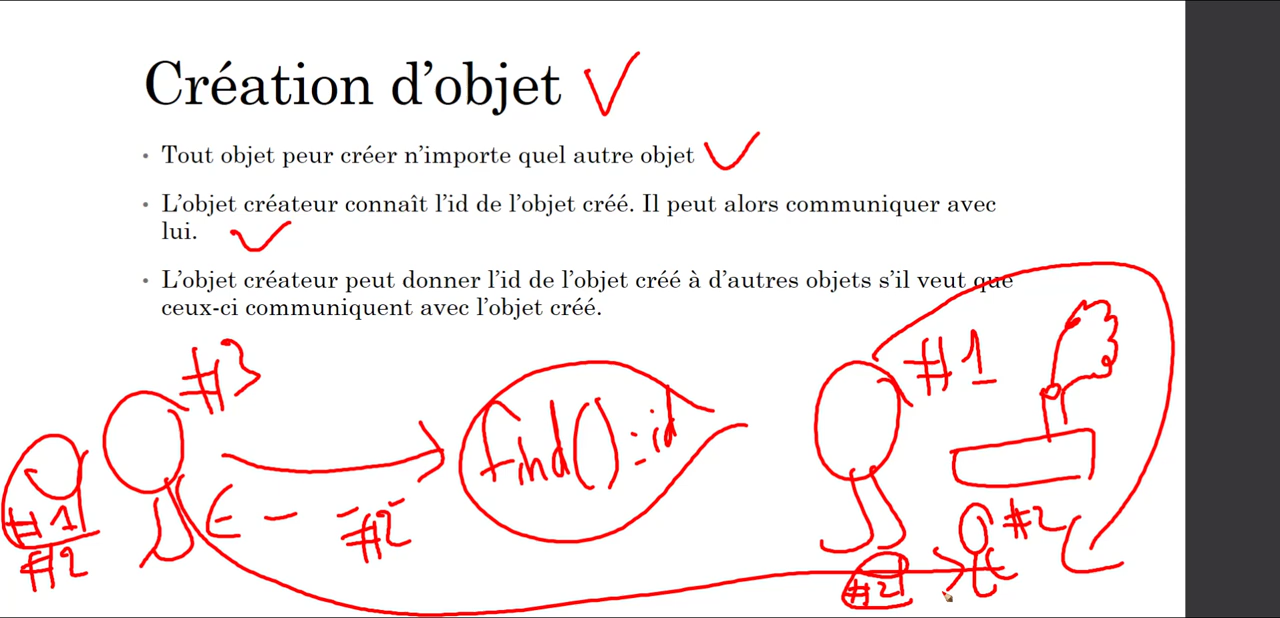 Création d'objet
• Tout objet peur créer n'importe quel autre objet
• L'objet créateur connaît l'id de l'objet créé. Il peut alors communiquer avec
lui.
• L'objet créateur peut donner l'id de l'objet créé à d'autres objets s'il veut que
ceux-ci communiquent avec l'objet créé.
#3
#1
find() : id
#1
#2
#2
#2
#2